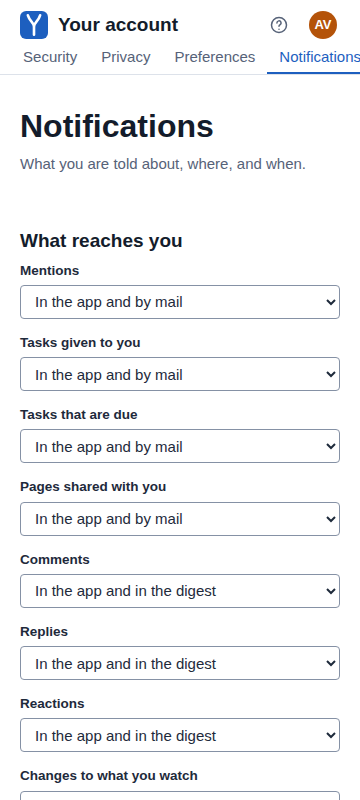 Your account
AV
Security Privacy Preferences Notifications
Notifications
What you are told about, where, and when.
What reaches you
Mentions
In the app and by mail
Tasks given to you
In the app and by mail
Tasks that are due
In the app and by mail
Pages shared with you
In the app and by mail
Comments
In the app and in the digest
Replies
In the app and in the digest
Reactions
In the app and in the digest
Changes to what you watch